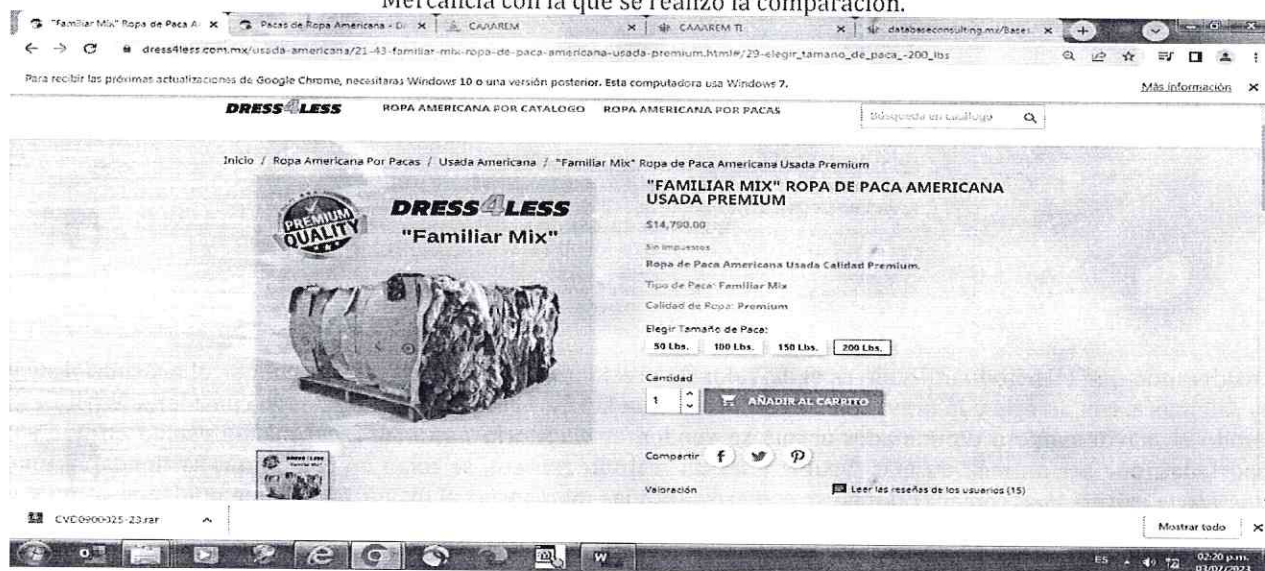 Mercancía con la que se realizó la comparación.
"Familiar Mix" Ropa de Paca A
Pacas de Ropa Americana - Di
CAAAREM
CAAAREM TI
databaseconsulting.mx/Bases
dress4less.com.mx/usada-americana/21-43-familiar-mix-ropa-de-paca-americana-usada-premium.html#/29-elegir_tamano_de_paca_-200_lbs
Para recibir las próximas actualizaciones de Google Chrome, necesitaras Windows 10 o una versión posterior. Esta computadora usa Windows 7.
Más información
DRESS4LESS
ROPA AMERICANA POR CATALOGO
ROPA AMERICANA POR PACAS
Búsqueda en catálogo
Inicio / Ropa Americana Por Pacas / Usada Americana / "Familiar Mix" Ropa de Paca Americana Usada Premium
PREMIUM
QUALITY
DRESS4LESS
"Familiar Mix"
"FAMILIAR MIX" ROPA DE PACA AMERICANA
USADA PREMIUM
$14,790.00
Sin impuestos
Ropa de Paca Americana Usada Calidad Premium.
Tipo de Paca: Familiar Mix
Calidad de Ropa: Premium
Elegir Tamaño de Paca:
50 Lbs. 100 Lbs. 150 Lbs. 200 Lbs.
Cantidad
1
AÑADIR AL CARRITO
Compartir
Valoración
Leer las reseñas de los usuarios (15)
CVD0900025-23.rar
Mostrar todo
ES
02:20 p.m.
03/02/2023